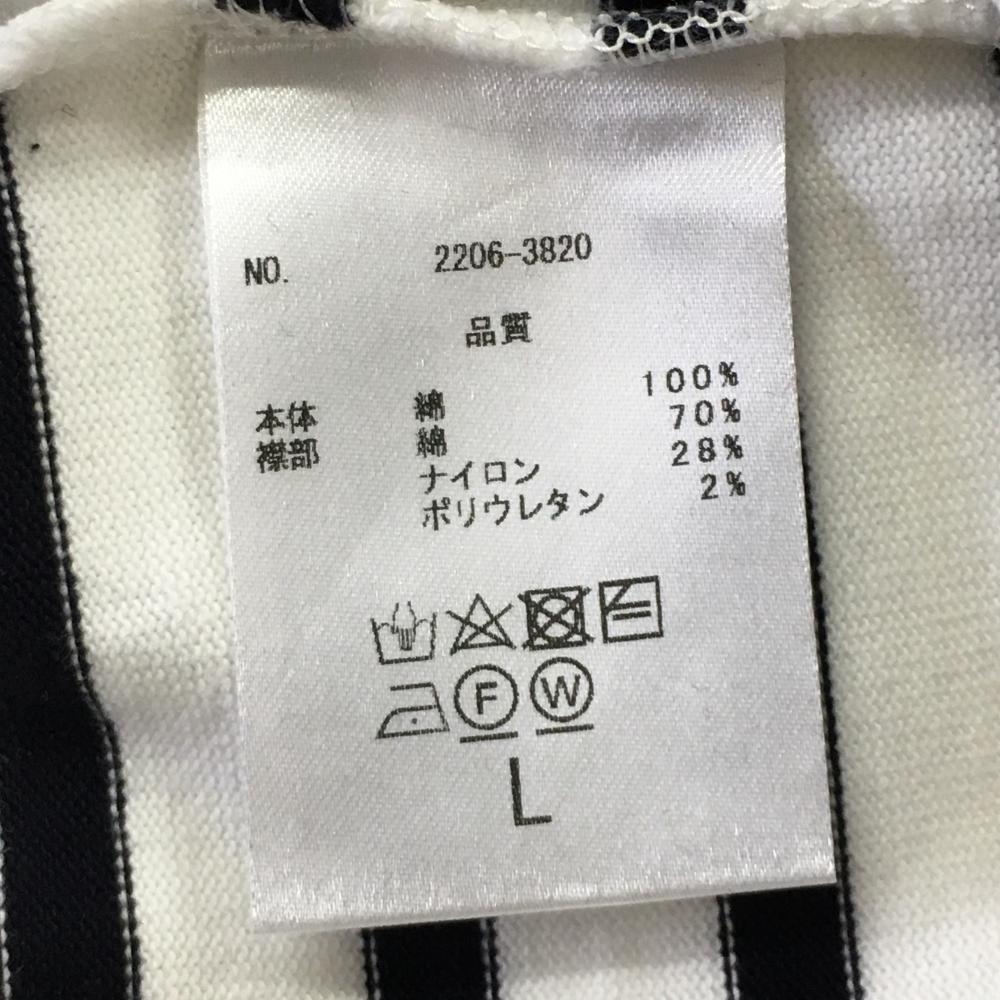 NO. 2206-3820
品質
本体 綿 100%
襟部 綿 70%
ナイロン 28%
ポリウレタン 2%
F W
L